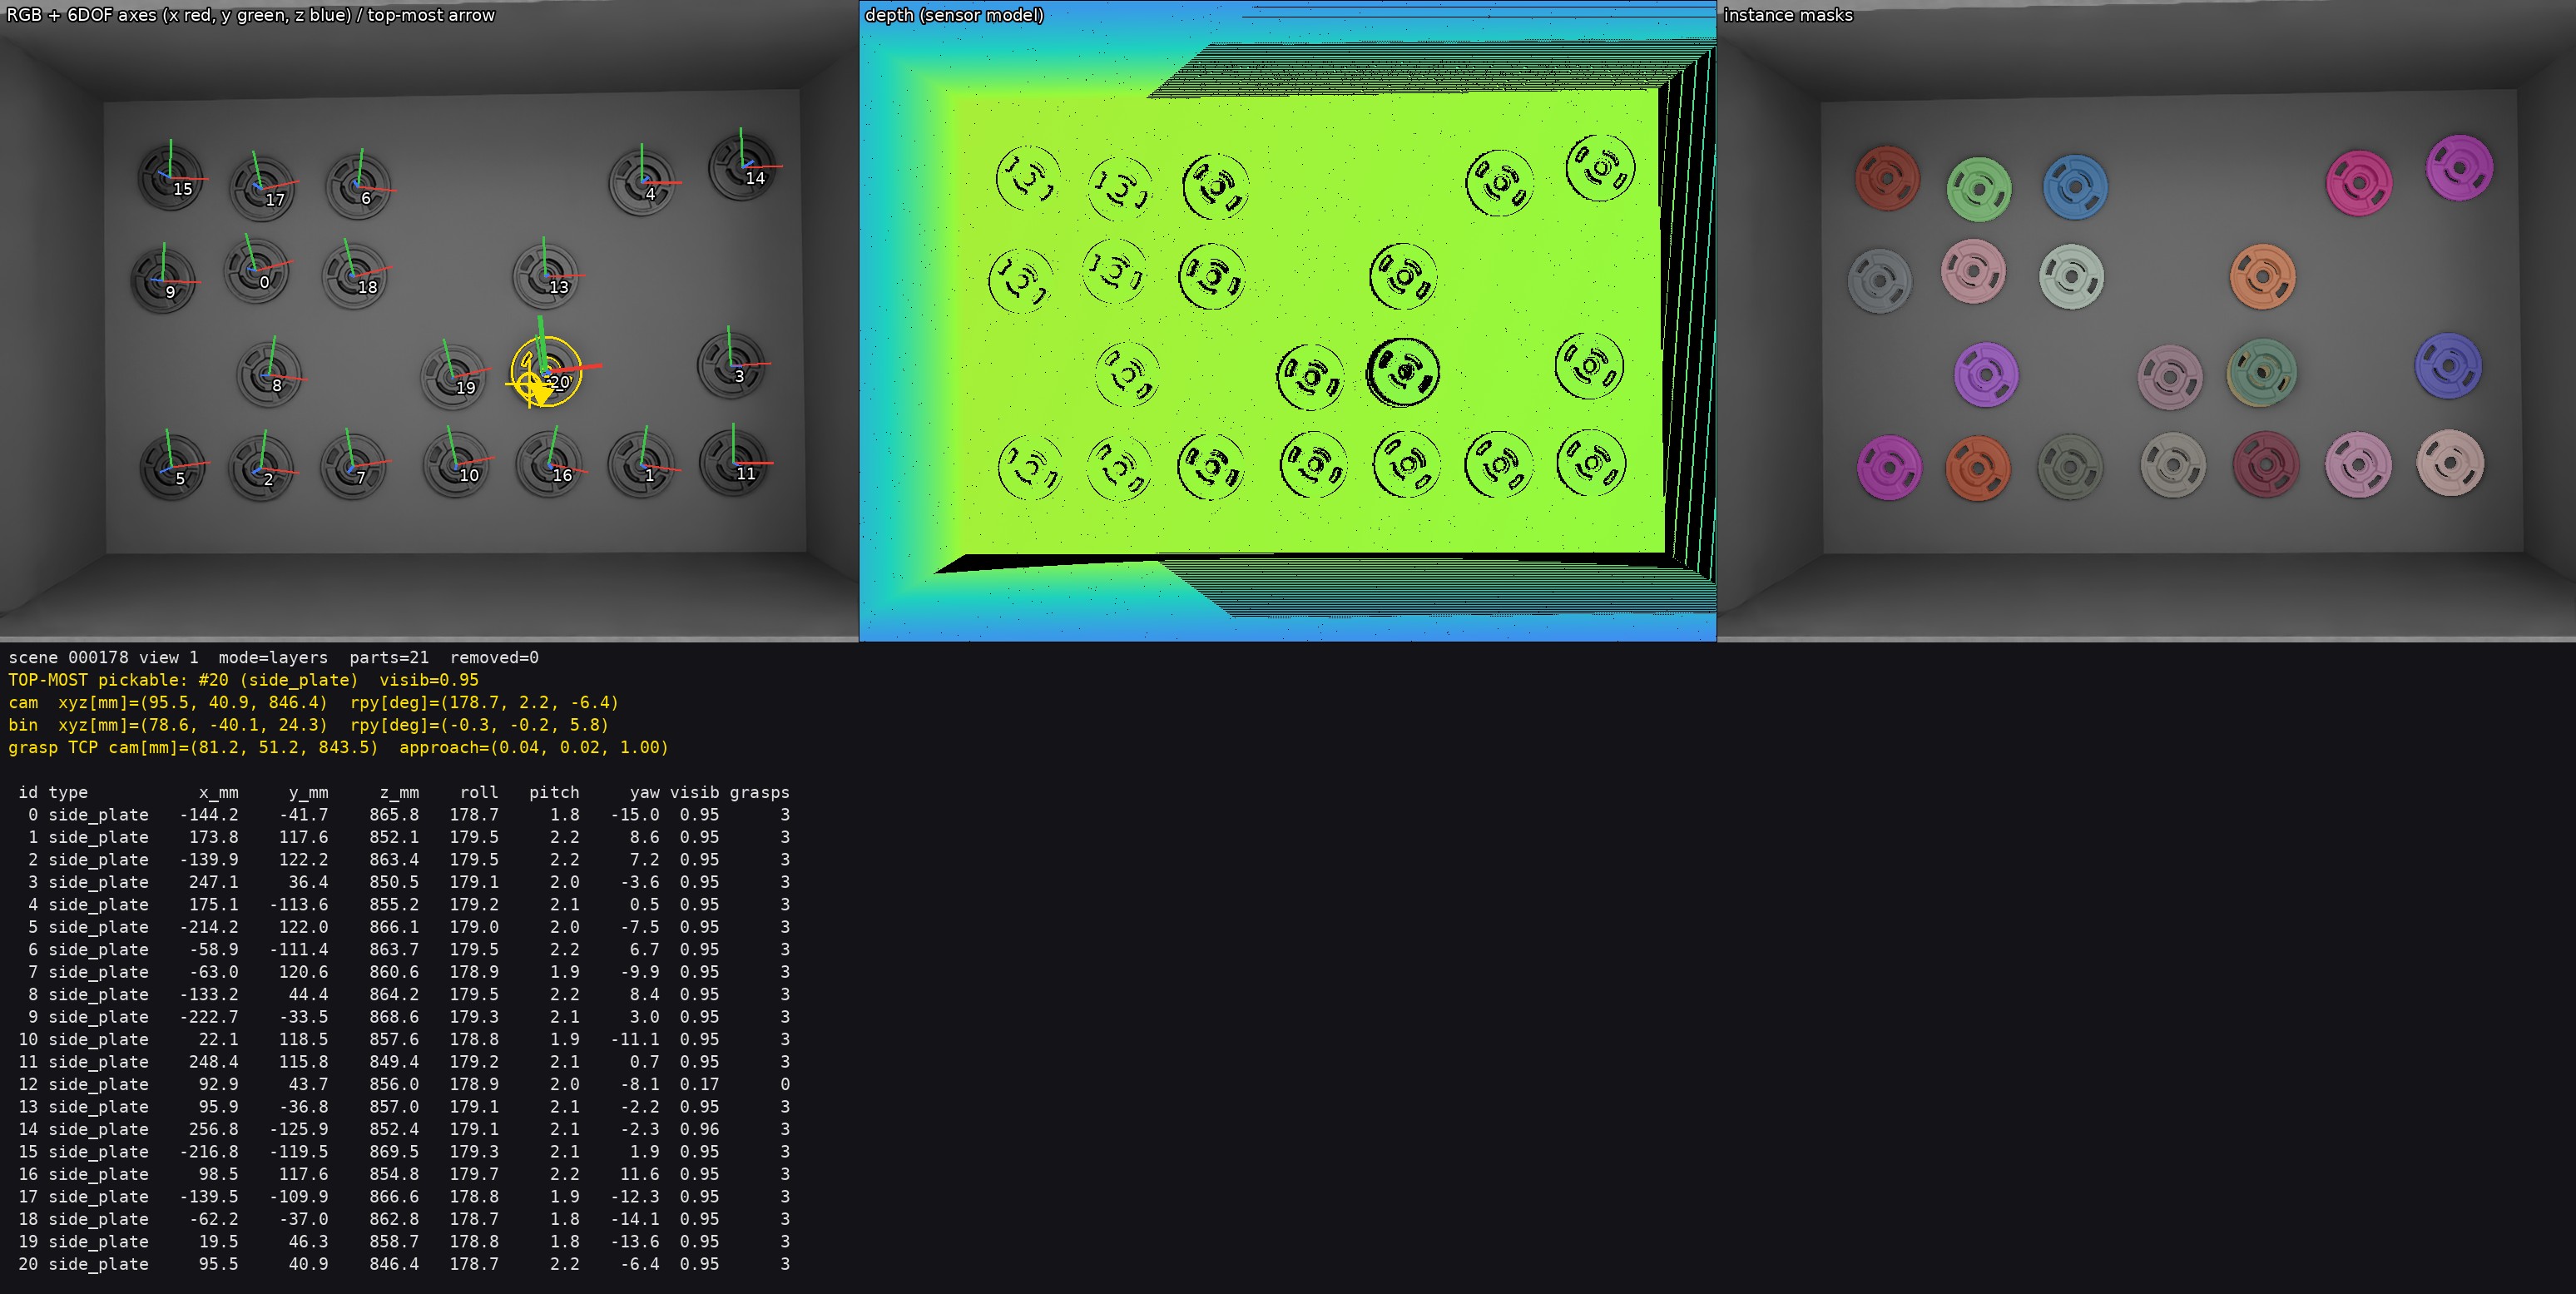 RGB + 6DOF axes (x red, y green, z blue) / top-most arrow
depth (sensor model)
instance masks
15
17
6
4
14
9
0
18
13
8
19
20
3
5
2
7
10
16
1
11
scene 000178 view 1  mode=layers  parts=21  removed=0
TOP-MOST pickable: #20 (side_plate)  visib=0.95
cam  xyz[mm]=(95.5, 40.9, 846.4)  rpy[deg]=(178.7, 2.2, -6.4)
bin  xyz[mm]=(78.6, -40.1, 24.3)  rpy[deg]=(-0.3, -0.2, 5.8)
grasp TCP cam[mm]=(81.2, 51.2, 843.5)  approach=(0.04, 0.02, 1.00)
id type x_mm y_mm z_mm roll pitch yaw visib grasps
0 side_plate -144.2 -41.7 865.8 178.7 1.8 -15.0 0.95 3
1 side_plate 173.8 117.6 852.1 179.5 2.2 8.6 0.95 3
2 side_plate -139.9 122.2 863.4 179.5 2.2 7.2 0.95 3
3 side_plate 247.1 36.4 850.5 179.1 2.0 -3.6 0.95 3
4 side_plate 175.1 -113.6 855.2 179.2 2.1 0.5 0.95 3
5 side_plate -214.2 122.0 866.1 179.0 2.0 -7.5 0.95 3
6 side_plate -58.9 -111.4 863.7 179.5 2.2 6.7 0.95 3
7 side_plate -63.0 120.6 860.6 178.9 1.9 -9.9 0.95 3
8 side_plate -133.2 44.4 864.2 179.5 2.2 8.4 0.95 3
9 side_plate -222.7 -33.5 868.6 179.3 2.1 3.0 0.95 3
10 side_plate 22.1 118.5 857.6 178.8 1.9 -11.1 0.95 3
11 side_plate 248.4 115.8 849.4 179.2 2.1 0.7 0.95 3
12 side_plate 92.9 43.7 856.0 178.9 2.0 -8.1 0.17 0
13 side_plate 95.9 -36.8 857.0 179.1 2.1 -2.2 0.95 3
14 side_plate 256.8 -125.9 852.4 179.1 2.1 -2.3 0.96 3
15 side_plate -216.8 -119.5 869.5 179.3 2.1 1.9 0.95 3
16 side_plate 98.5 117.6 854.8 179.7 2.2 11.6 0.95 3
17 side_plate -139.5 -109.9 866.6 178.8 1.9 -12.3 0.95 3
18 side_plate -62.2 -37.0 862.8 178.7 1.8 -14.1 0.95 3
19 side_plate 19.5 46.3 858.7 178.8 1.8 -13.6 0.95 3
20 side_plate 95.5 40.9 846.4 178.7 2.2 -6.4 0.95 3